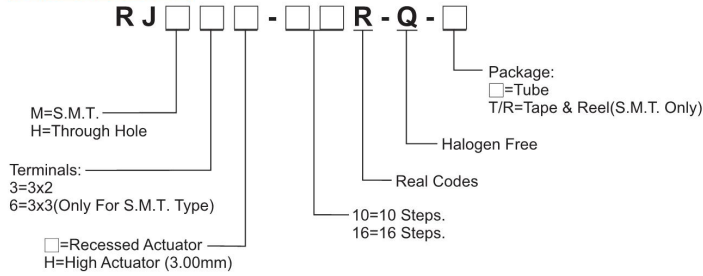 RJ□□□-□□R-Q-□
Package:
□=Tube
T/R=Tape & Reel(S.M.T. Only)
M=S.M.T.
H=Through Hole
Halogen Free
Terminals:
3=3x2
6=3x3(Only For S.M.T. Type)
Real Codes
10=10 Steps.
16=16 Steps.
□=Recessed Actuator
H=High Actuator (3.00mm)